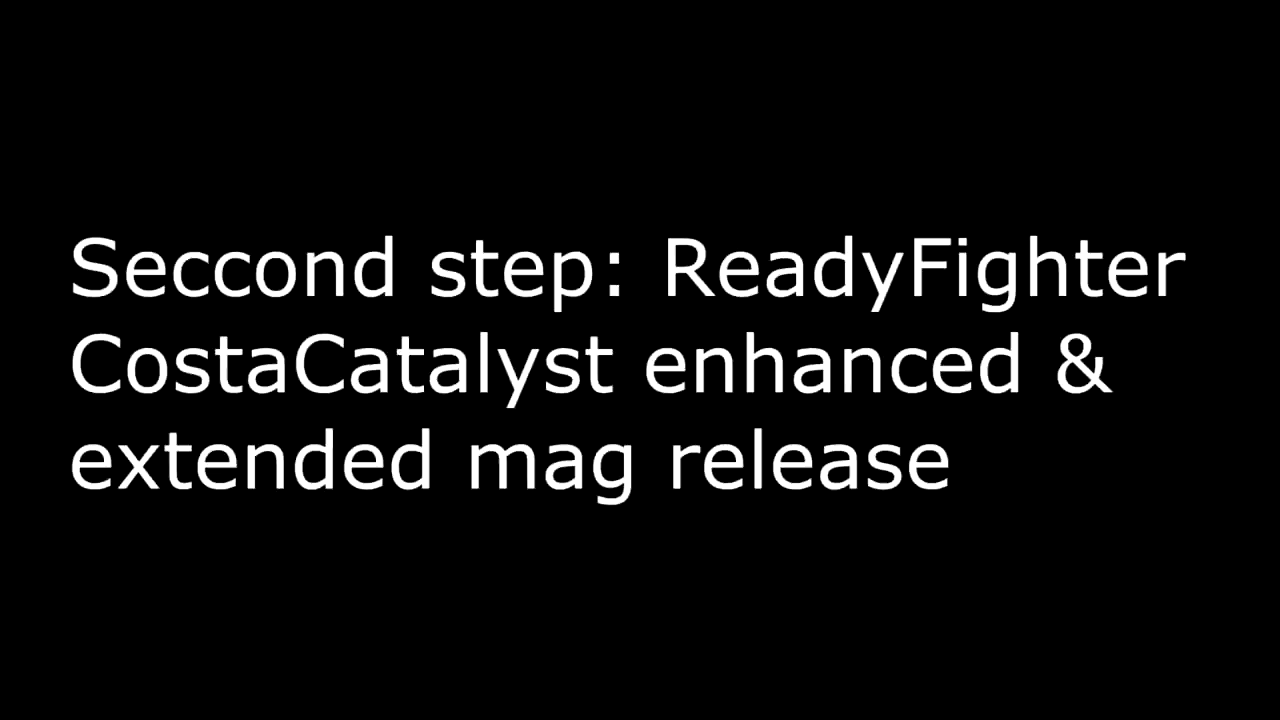 Seccond step: ReadyFighter
CostaCatalyst enhanced &
extended mag release